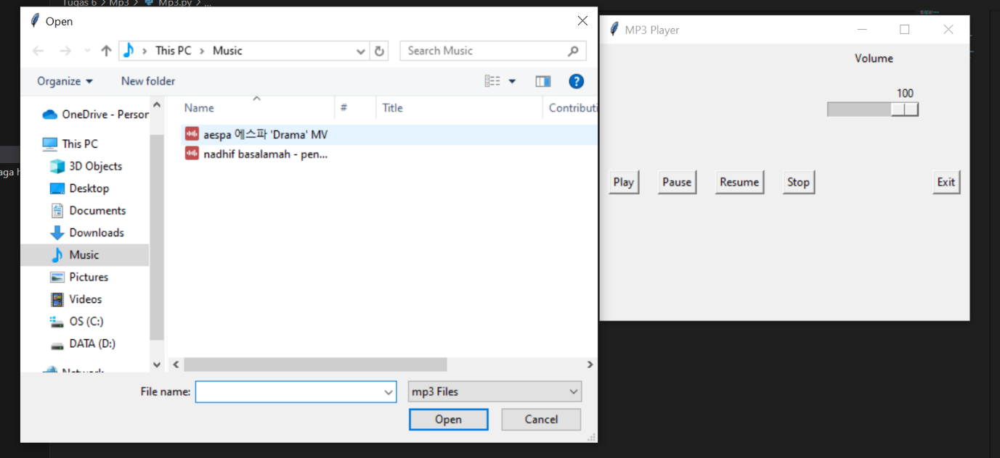 Tugas 6 > Mp3 > Mp3.py > ...
Open
This PC > Music
Search Music
Organize
New folder
Name
#
Title
Contributi
OneDrive - Person
This PC
3D Objects
Desktop
Documents
Downloads
Music
Pictures
Videos
OS (C:)
DATA (D:)
Network
aespa 에스파 'Drama' MV
nadhif basalamah - pen...
File name:
mp3 Files
Open
Cancel
aga h
MP3 Player
Volume
100
Play
Pause
Resume
Stop
Exit